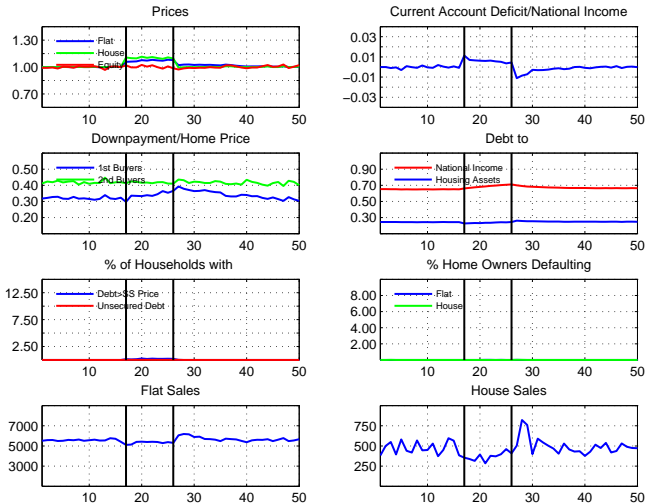 Prices
1.30
1.00
0.70
Flat
House
Equity
10 20 30 40 50
Current Account Deficit/National Income
0.03
0.01
−0.01
−0.03
10 20 30 40 50
Downpayment/Home Price
0.50
0.40
0.30
0.20
1st Buyers
2nd Buyers
10 20 30 40 50
Debt to
0.90
0.70
0.50
0.30
National Income
Housing Assets
10 20 30 40 50
% of Households with
12.50
7.50
2.50
Debt>SS Price
Unsecured Debt
10 20 30 40 50
% Home Owners Defaulting
8.00
6.00
4.00
2.00
Flat
House
10 20 30 40 50
Flat Sales
7000
5000
3000
10 20 30 40 50
House Sales
750
500
250
10 20 30 40 50